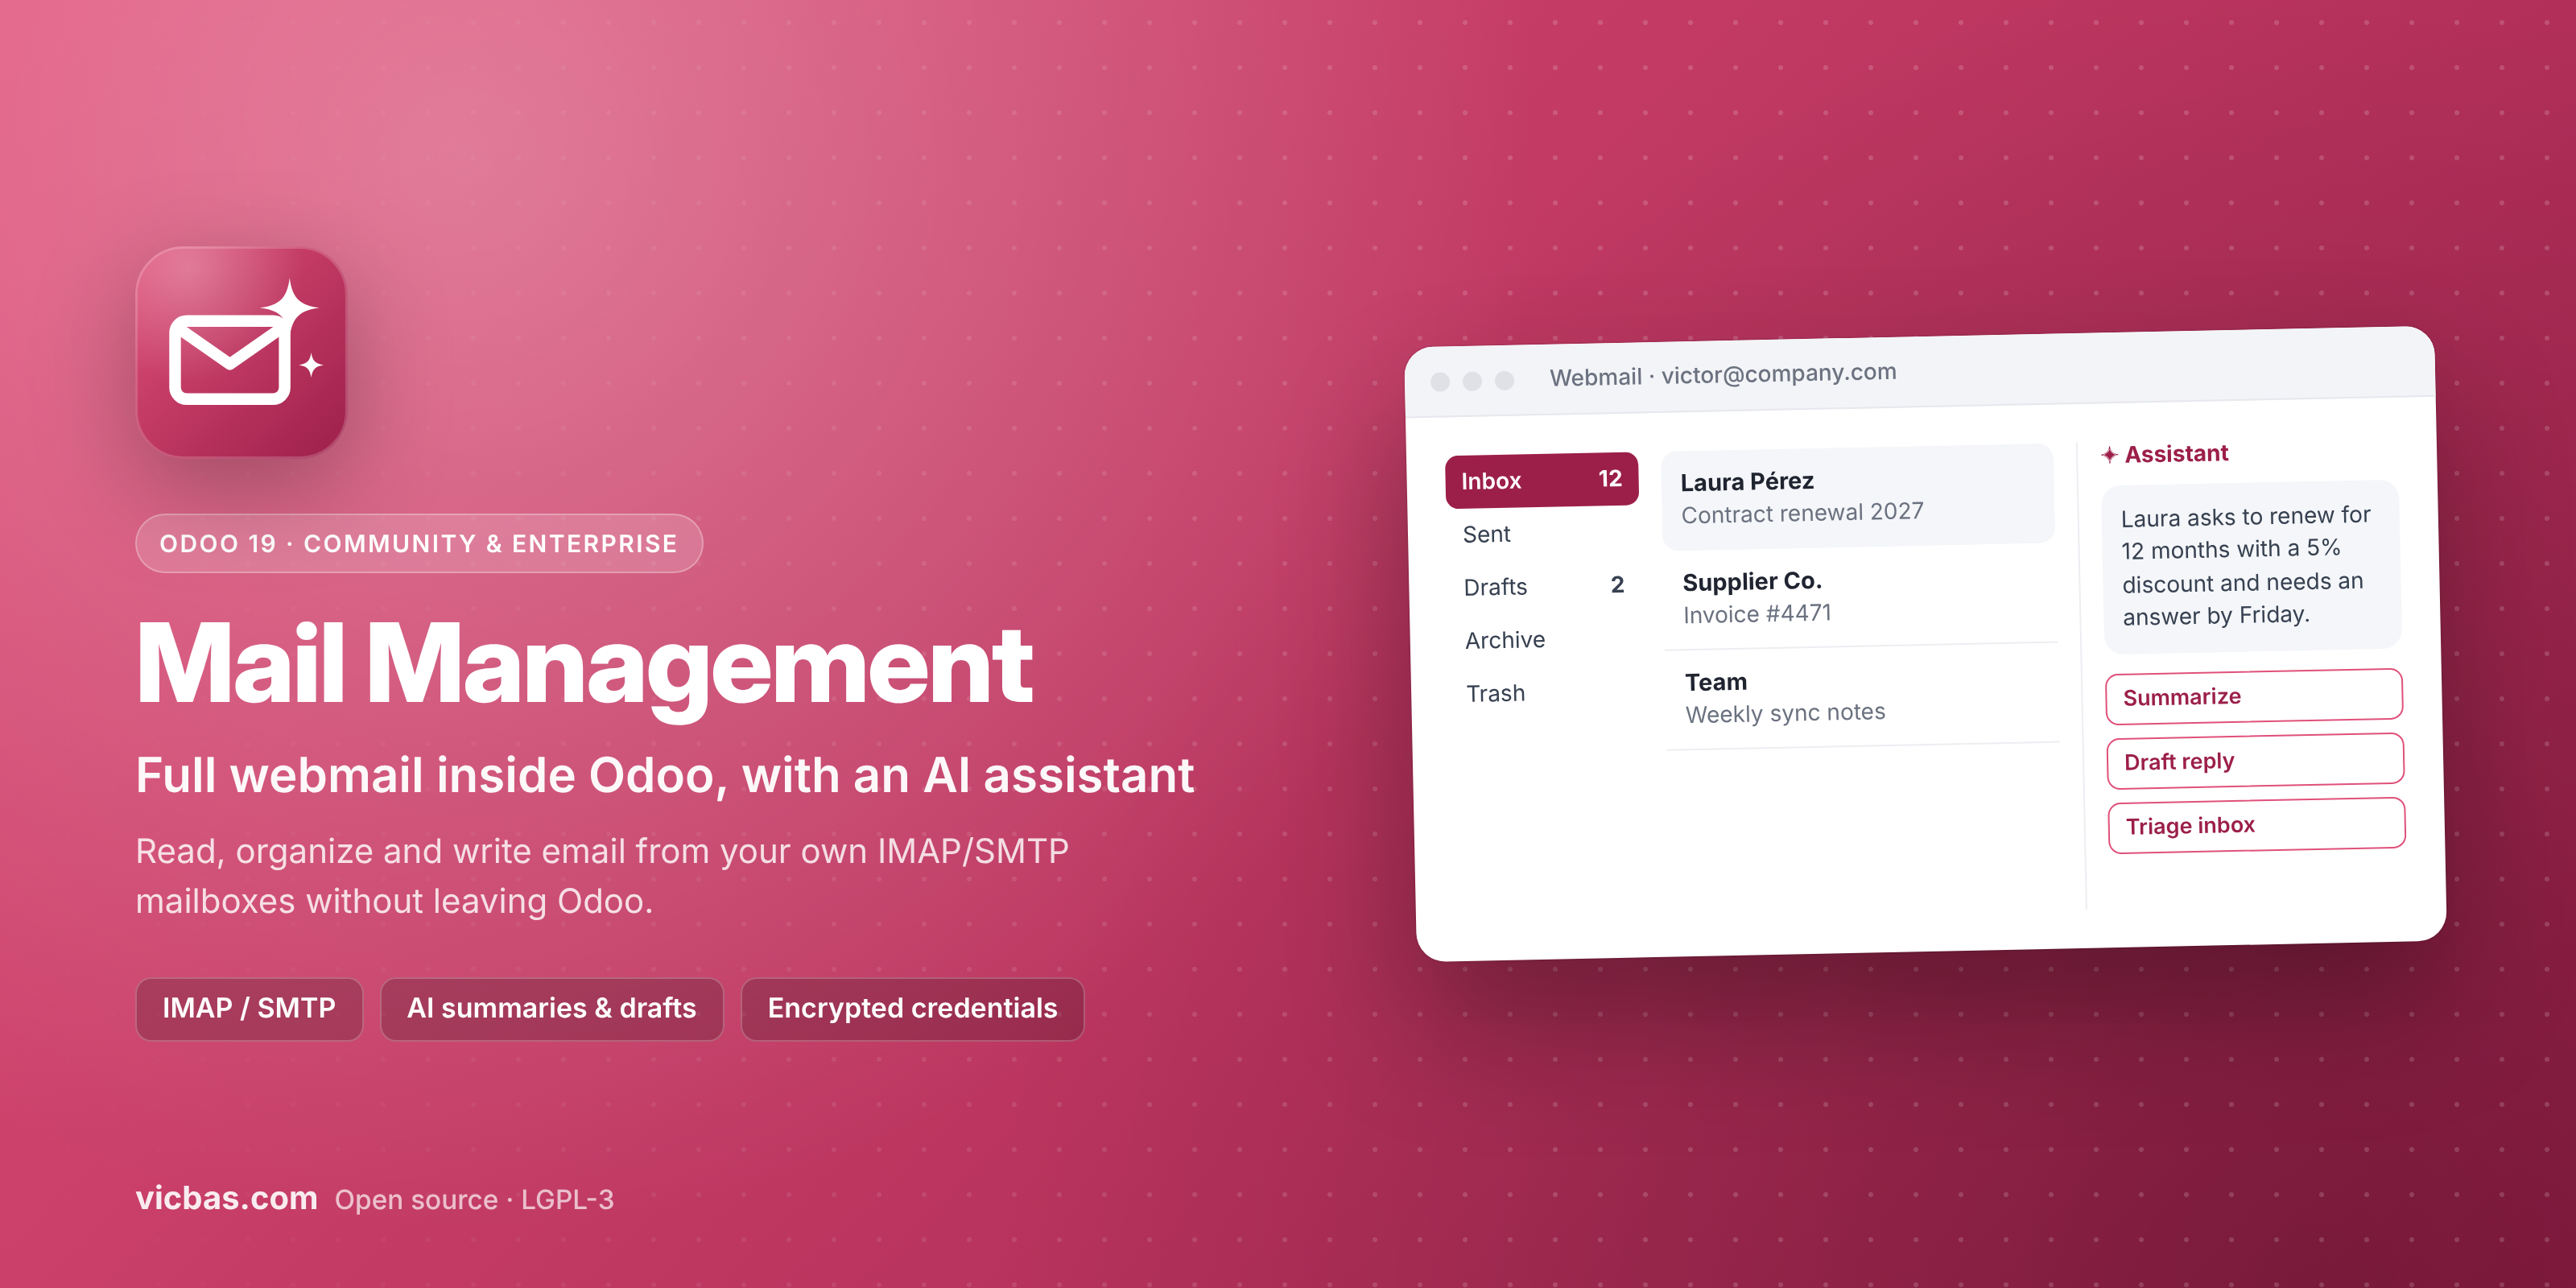 ODOO 19 · COMMUNITY & ENTERPRISE
Mail Management
Full webmail inside Odoo, with an AI assistant
Read, organize and write email from your own IMAP/SMTP
mailboxes without leaving Odoo.
IMAP / SMTP
AI summaries & drafts
Encrypted credentials
vicbas.com Open source · LGPL-3
Webmail · victor@company.com
Inbox 12
Sent
Drafts 2
Archive
Trash
Laura Pérez
Contract renewal 2027
Supplier Co.
Invoice #4471
Team
Weekly sync notes
Assistant
Laura asks to renew for
12 months with a 5%
discount and needs an
answer by Friday.
Summarize
Draft reply
Triage inbox